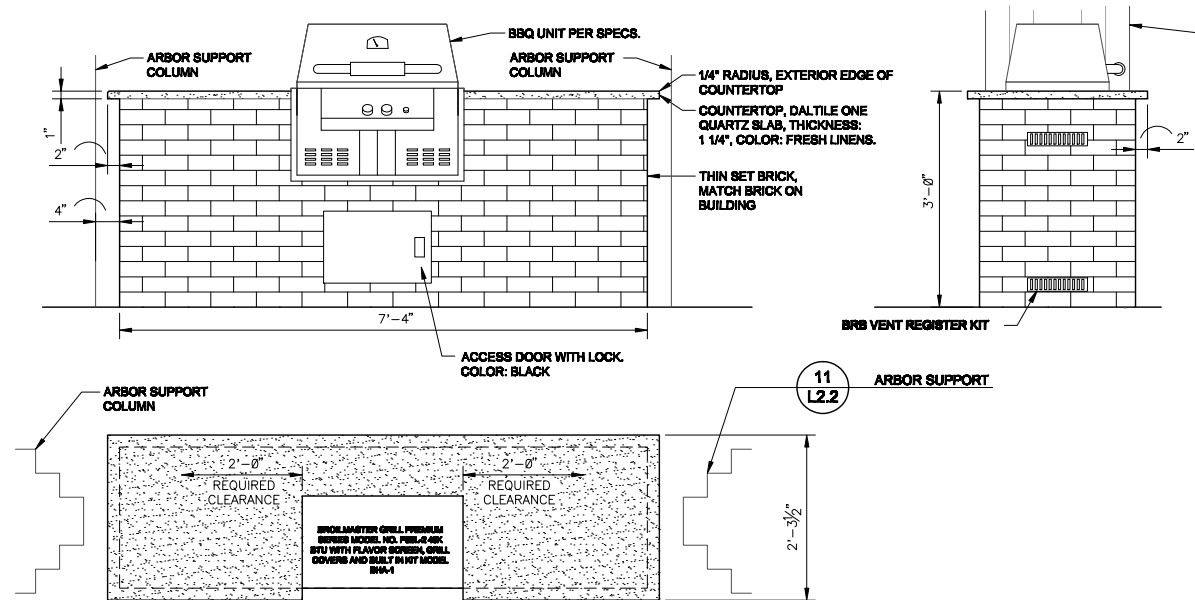 BBQ UNIT PER SPECS.
ARBOR SUPPORT
COLUMN
ARBOR SUPPORT
COLUMN
1/4" RADIUS, EXTERIOR EDGE OF
COUNTERTOP
COUNTERTOP, DALTILE ONE
QUARTZ SLAB, THICKNESS:
1 1/4", COLOR: FRESH LINENS.
1"
2"
4"
THIN SET BRICK,
MATCH BRICK ON
BUILDING
7'-4"
ACCESS DOOR WITH LOCK.
COLOR: BLACK
2"
3'-0"
BRB VENT REGISTER KIT
11
L2.2
ARBOR SUPPORT
ARBOR SUPPORT
COLUMN
2'-0"
REQUIRED
CLEARANCE
2'-0"
REQUIRED
CLEARANCE
BROILMASTER GRILL PREMIUM
SERIES MODEL NO.
BTU WITH FLAVOR SCREEN, GRILL
COVERS AND BUILT IN KIT MODEL
BHA-1
2'-3½"